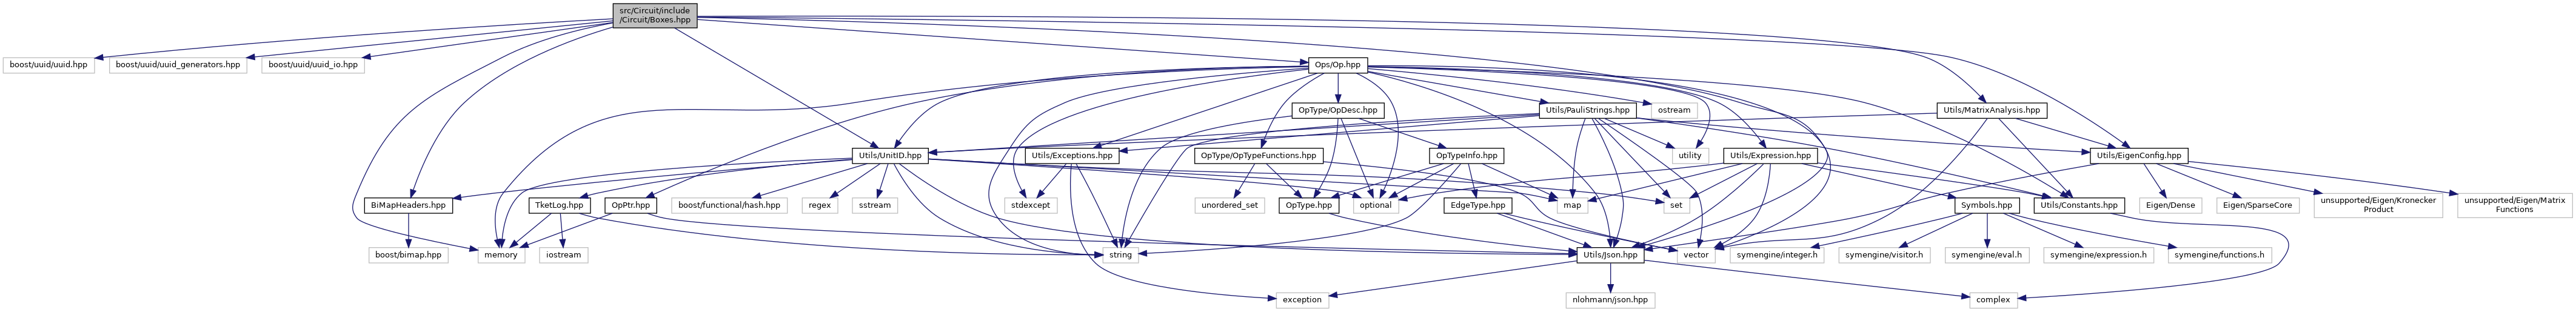 src/Circuit/include
/Circuit/Boxes.hpp
boost/uuid/uuid.hpp
boost/uuid/uuid_generators.hpp
boost/uuid/uuid_io.hpp
Ops/Op.hpp
OpType/OpDesc.hpp
Utils/PauliStrings.hpp
ostream
Utils/MatrixAnalysis.hpp
Utils/UnitID.hpp
Utils/Exceptions.hpp
OpType/OpTypeFunctions.hpp
OpTypeInfo.hpp
utility
Utils/Expression.hpp
Utils/EigenConfig.hpp
BiMapHeaders.hpp
TketLog.hpp
OpPtr.hpp
boost/functional/hash.hpp
regex
sstream
stdexcept
unordered_set
OpType.hpp
optional
EdgeType.hpp
map
set
Symbols.hpp
Utils/Constants.hpp
Eigen/Dense
Eigen/SparseCore
unsupported/Eigen/Kronecker
Product
unsupported/Eigen/Matrix
Functions
boost/bimap.hpp
memory
iostream
string
Utils/Json.hpp
vector
symengine/integer.h
symengine/visitor.h
symengine/eval.h
symengine/expression.h
symengine/functions.h
exception
nlohmann/json.hpp
complex